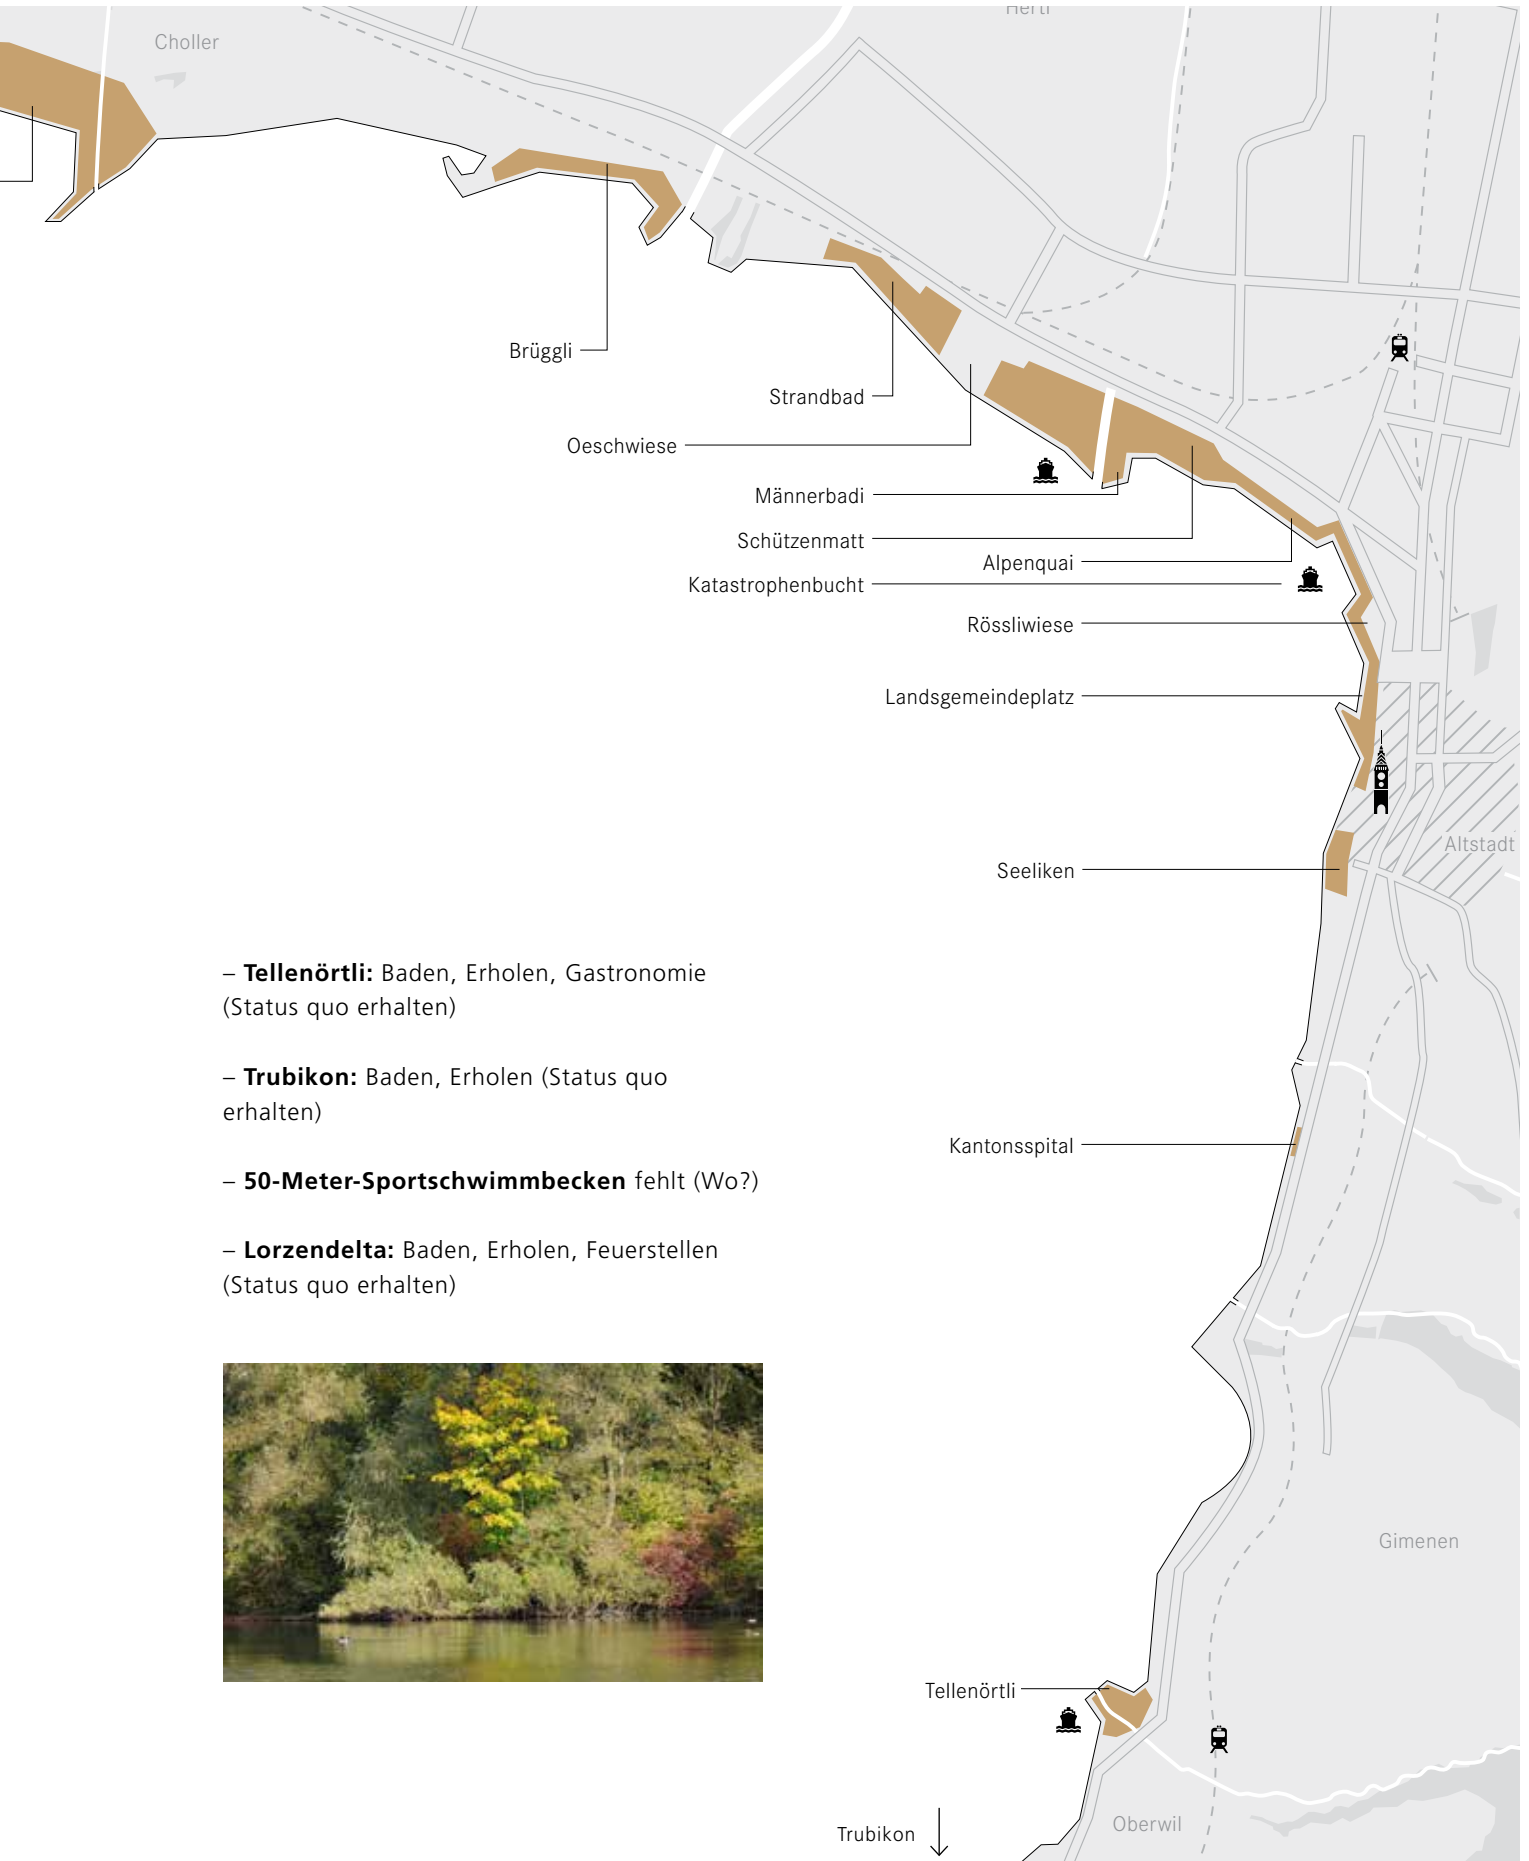 Herti
Choller
Brüggli
Strandbad
Oeschwiese
Männerbadi
Schützenmatt
Alpenquai
Katastrophenbucht
Rössliwiese
Landsgemeindeplatz
Altstadt
Seeliken
– Tellenörtli: Baden, Erholen, Gastronomie
(Status quo erhalten)
– Trubikon: Baden, Erholen (Status quo
erhalten)
– 50-Meter-Sportschwimmbecken fehlt (Wo?)
– Lorzendelta: Baden, Erholen, Feuerstellen
(Status quo erhalten)
Kantonsspital
Gimenen
Tellenörtli
Oberwil
Trubikon